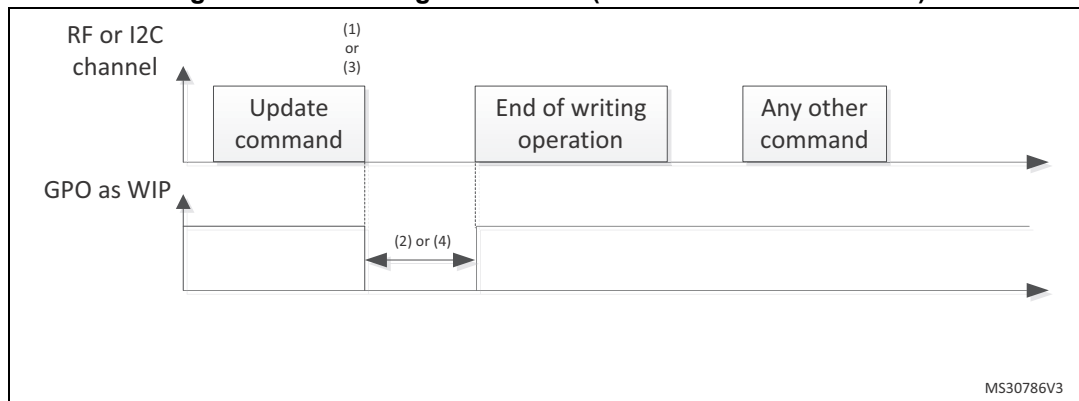 RF or I2C
channel
(1)
or
(3)
Update
command
End of writing
operation
Any other
command
GPO as WIP
(2) or (4)
MS30786V3